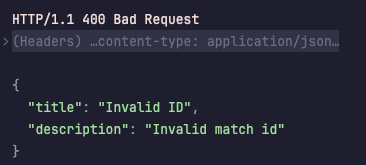 HTTP/1.1 400 Bad Request
> (Headers) …content-type: application/json…
{
"title": "Invalid ID",
"description": "Invalid match id"
}